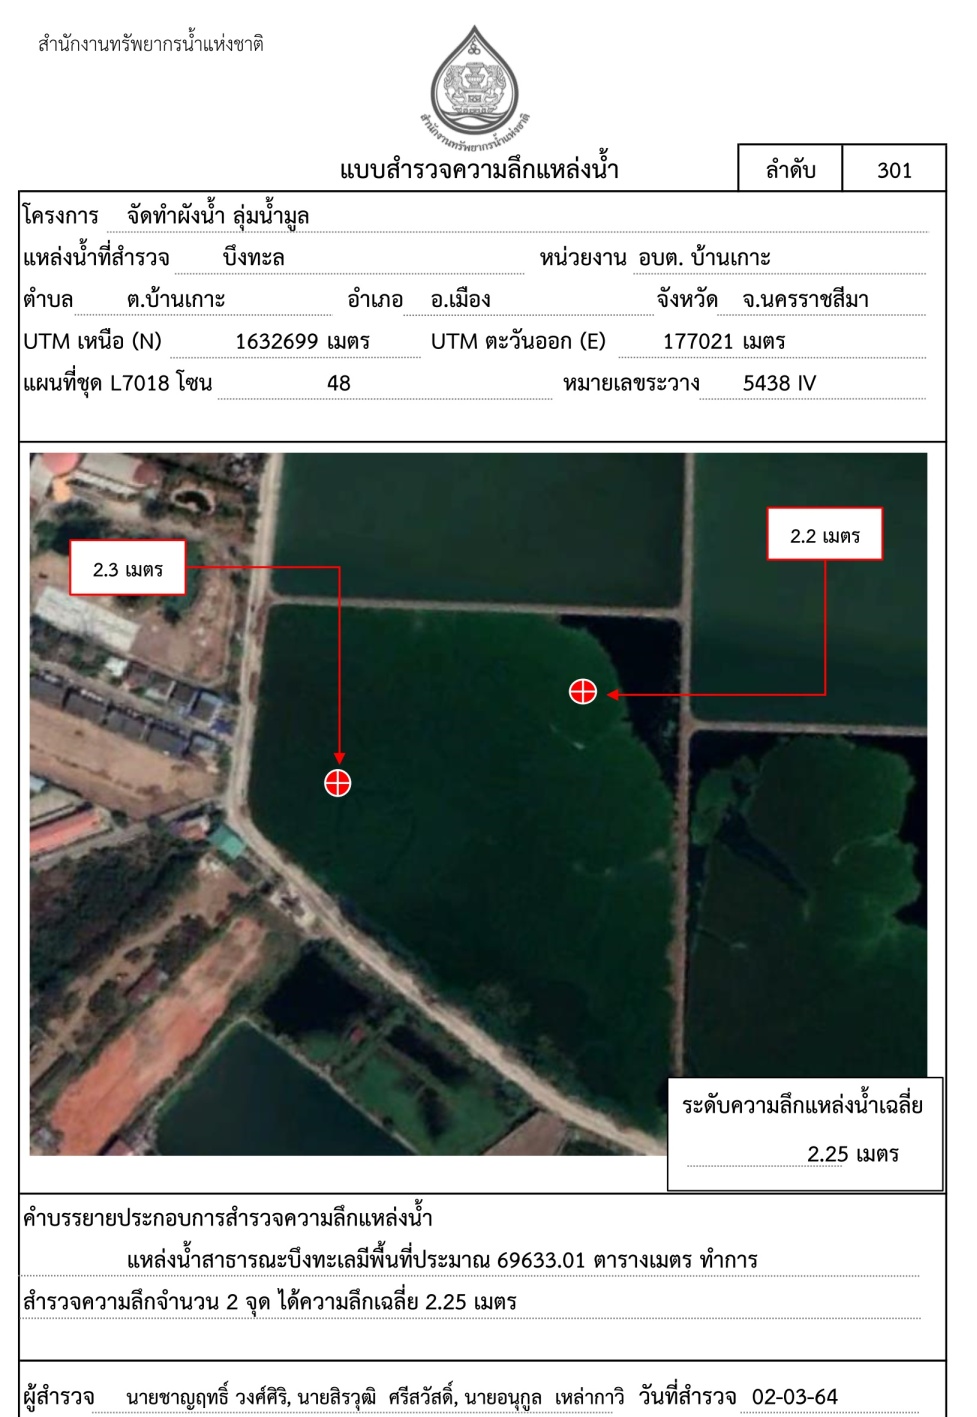 สำนักงานทรัพยากรน้ำแห่งชาติ
สำนักงานทรัพยากรน้ำแห่งชาติ
แบบสำรวจความลึกแหล่งน้ำ
ลำดับ 301
โครงการ จัดทำผังน้ำ ลุ่มน้ำมูล
แหล่งน้ำที่สำรวจ บึงทะล หน่วยงาน อบต. บ้านเกาะ
ตำบล ต.บ้านเกาะ อำเภอ อ.เมือง จังหวัด จ.นครราชสีมา
UTM เหนือ (N) 1632699 เมตร UTM ตะวันออก (E) 177021 เมตร
แผนที่ชุด L7018 โซน 48 หมายเลขระวาง 5438 IV
2.2 เมตร
2.3 เมตร
ระดับความลึกแหล่งน้ำเฉลี่ย
2.25 เมตร
คำบรรยายประกอบการสำรวจความลึกแหล่งน้ำ
แหล่งน้ำสาธารณะบึงทะเลมีพื้นที่ประมาณ 69633.01 ตารางเมตร ทำการ
สำรวจความลึกจำนวน 2 จุด ได้ความลึกเฉลี่ย 2.25 เมตร
ผู้สำรวจ นายชาญฤทธิ์ วงศ์ศิริ, นายสิรวุฒิ ศรีสวัสดิ์, นายอนุกูล เหล่ากาวิ วันที่สำรวจ 02-03-64